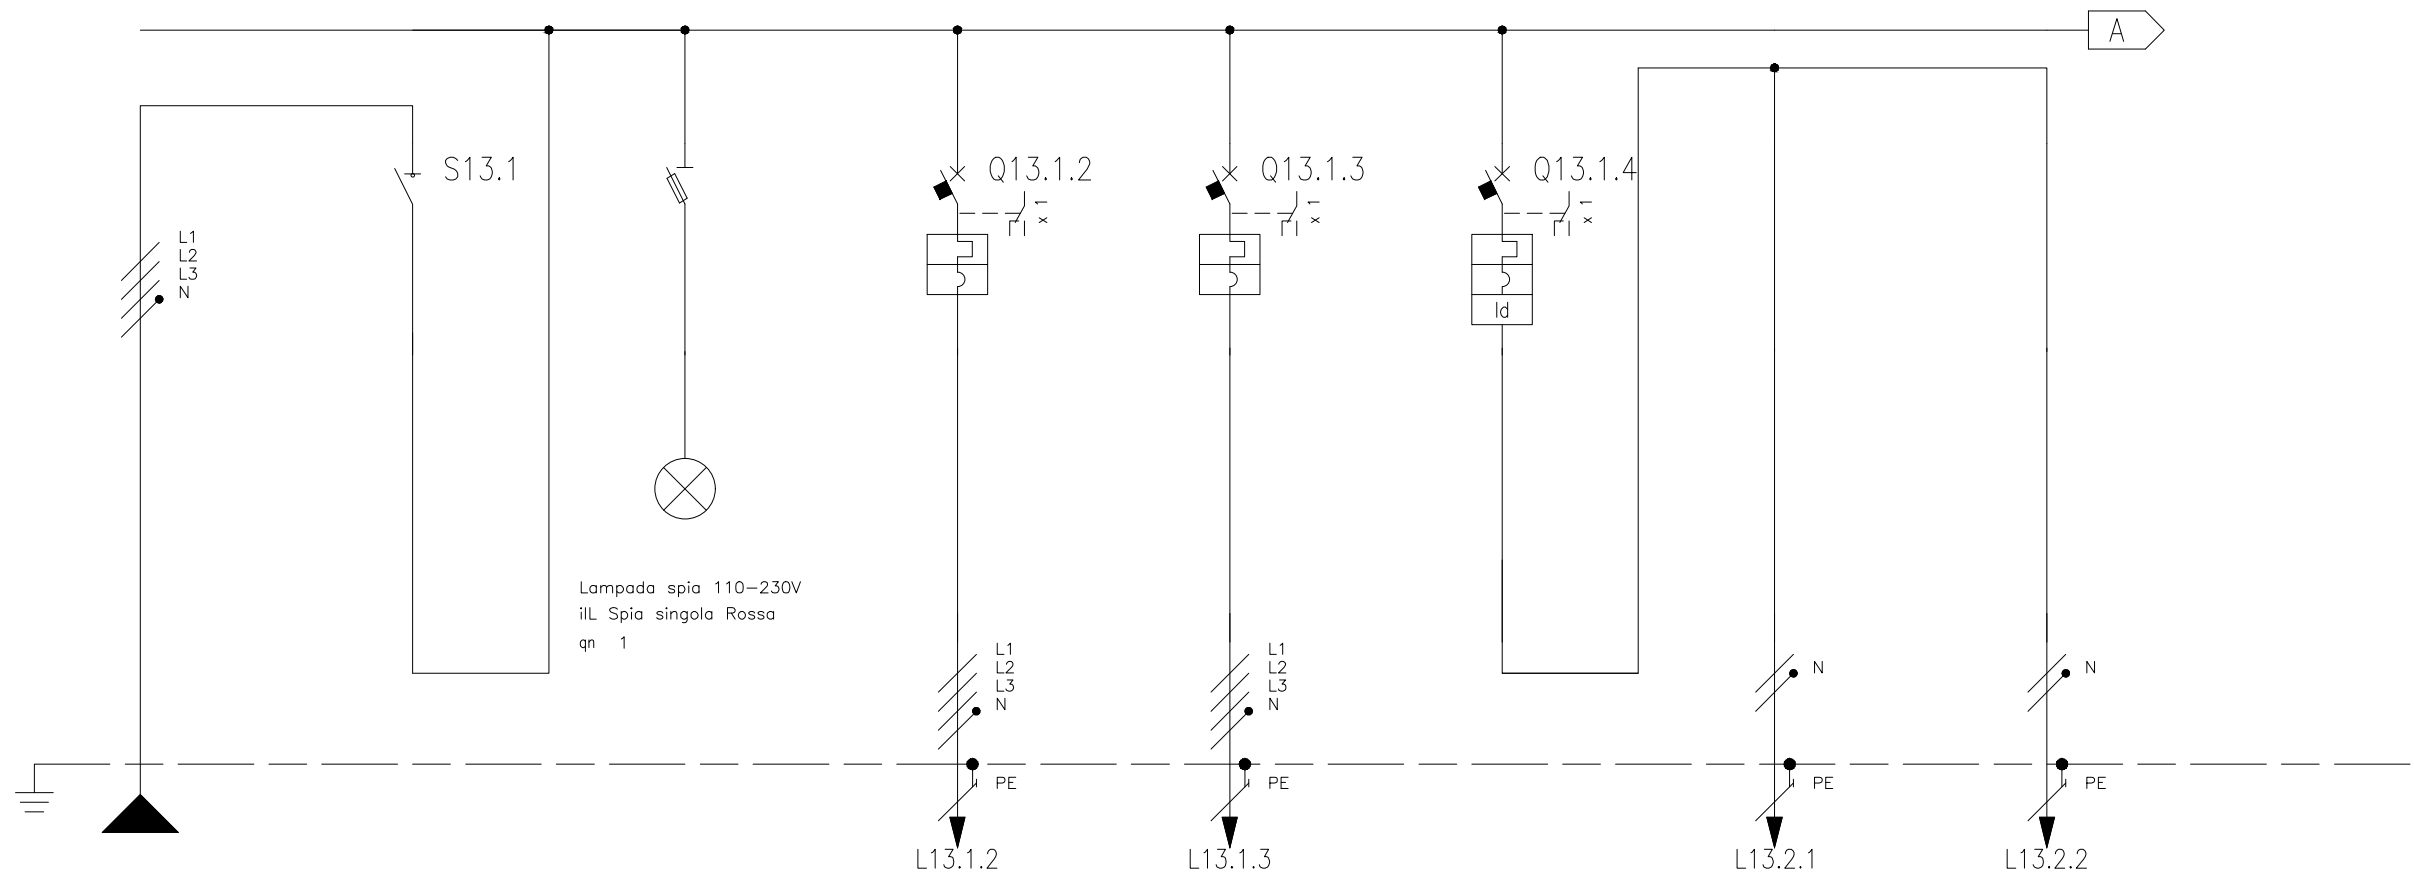 A
S13.1
Q13.1.2
Q13.1.3
Q13.1.4
x 1
x 1
x 1
L1
L2
L3
N
Id
Lampada spia 110-230V
iIL Spia singola Rossa
qn 1
L1
L2
L3
N
L1
L2
L3
N
N
N
PE
PE
PE
PE
L13.1.2
L13.1.3
L13.2.1
L13.2.2